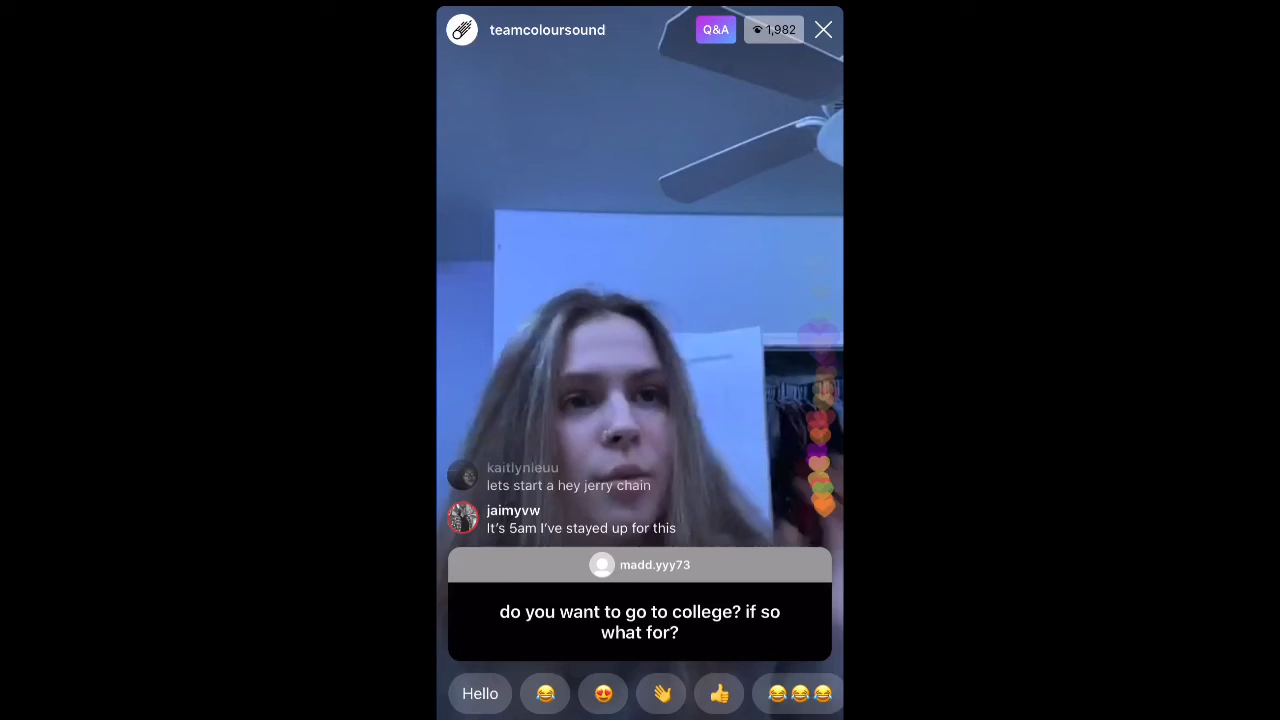 teamcoloursound
Q&A
1,982
kaitlynleuu
lets start a hey jerry chain
jaimyvw
It’s 5am I’ve stayed up for this
madd.yyy73
do you want to go to college? if so
what for?
Hello